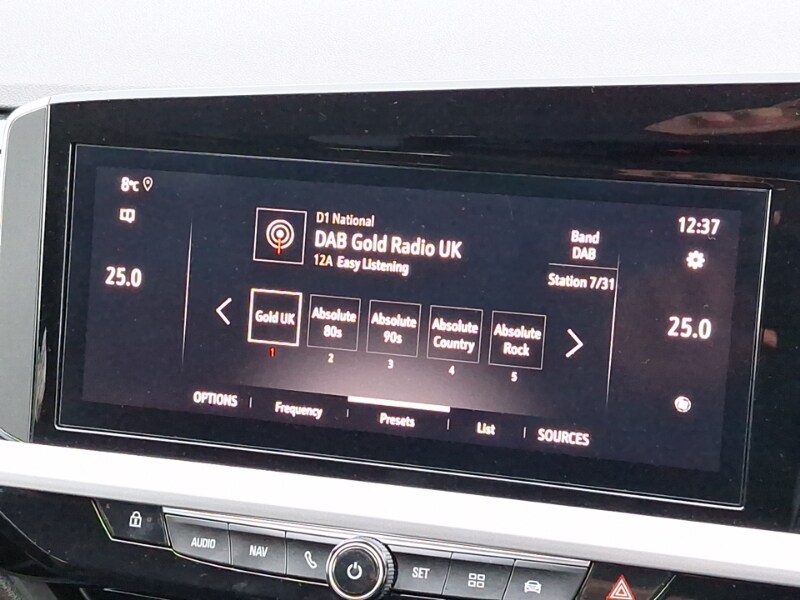 8°C
12:37
D1 National
DAB Gold Radio UK
12A Easy Listening
Band
DAB
Station 7/31
25.0
25.0
Gold UK
1
Absolute
80s
2
Absolute
90s
3
Absolute
Country
4
Absolute
Rock
5
OPTIONS
Frequency
Presets
List
SOURCES
AUDIO
NAV
SET